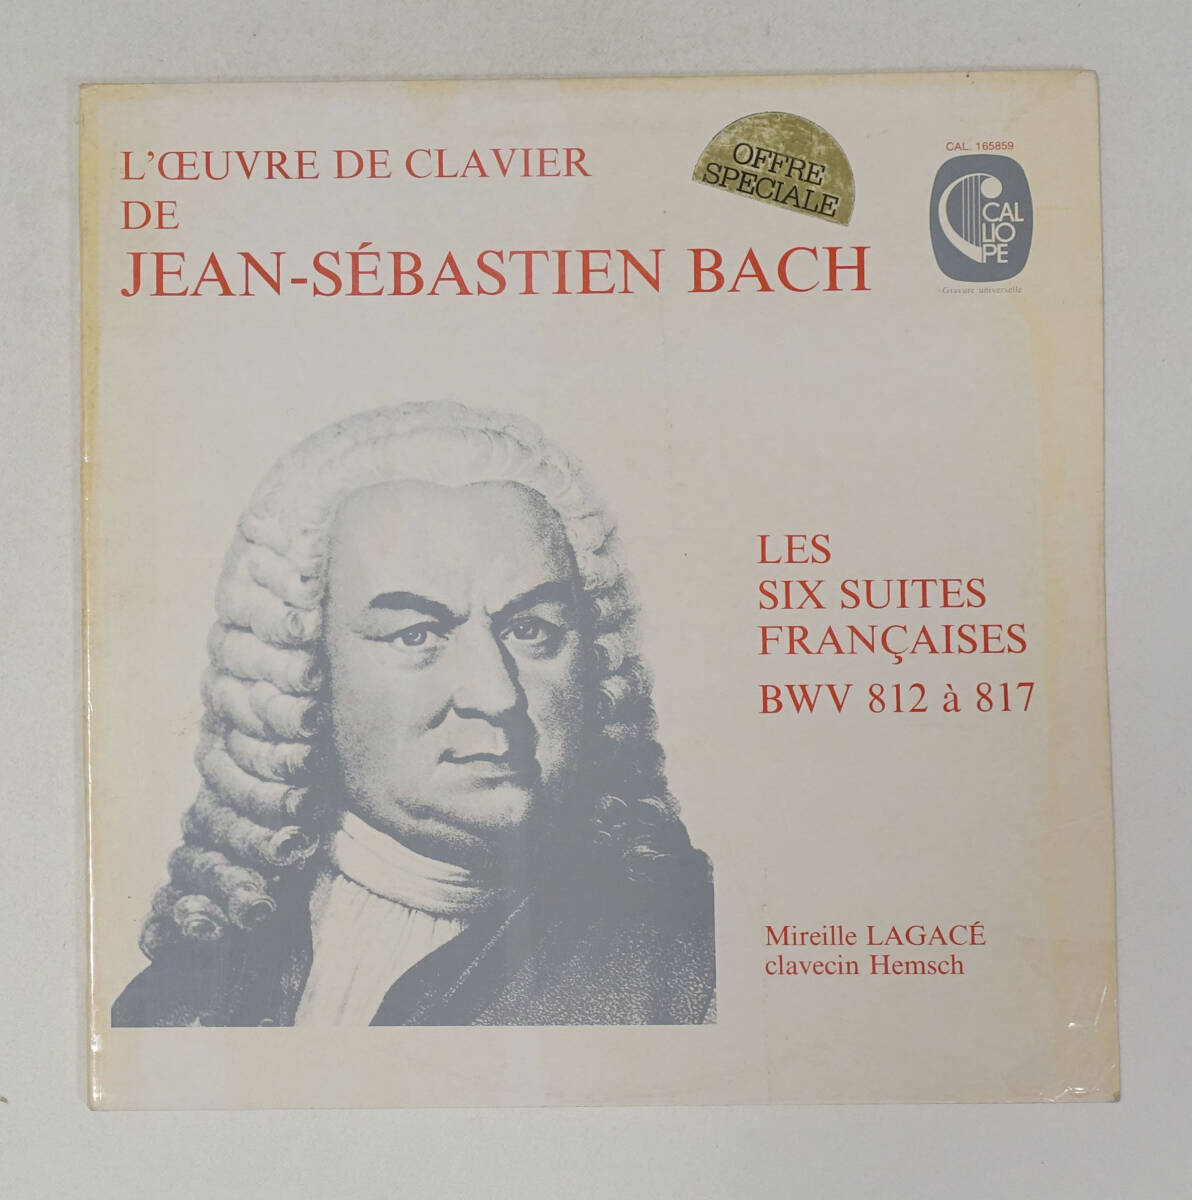 L'ŒUVRE DE CLAVIER
DE
JEAN-SÉBASTIEN BACH
OFFRE
SPECIALE
CAL. 165859
CAL
LIO
PE
Gravure universelle
LES
SIX SUITES
FRANÇAISES
BWV 812 à 817
Mireille LAGACÉ
clavecin Hemsch